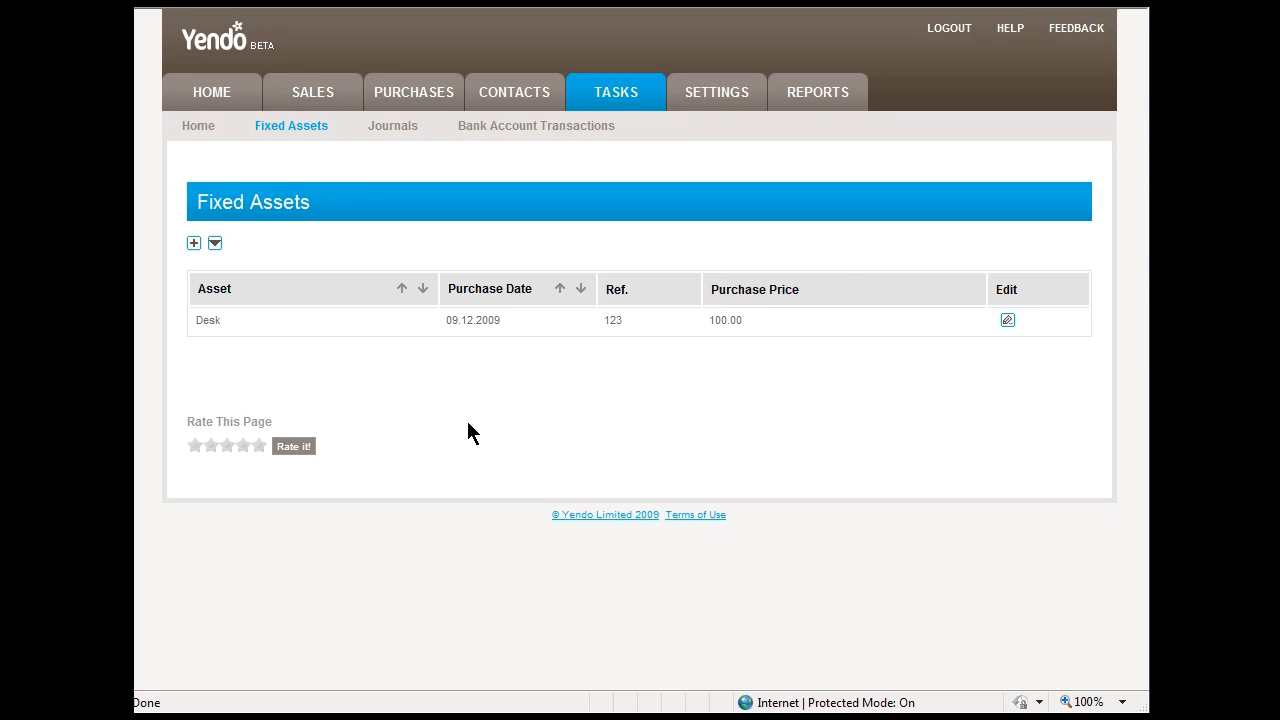 Yendo BETA
LOGOUT HELP FEEDBACK
HOME SALES PURCHASES CONTACTS TASKS SETTINGS REPORTS
Home Fixed Assets Journals Bank Account Transactions
Fixed Assets
Asset Purchase Date Ref. Purchase Price Edit
Desk 09.12.2009 123 100.00
Rate This Page
Rate it!
© Yendo Limited 2009 Terms of Use
Done Internet | Protected Mode: On 100%